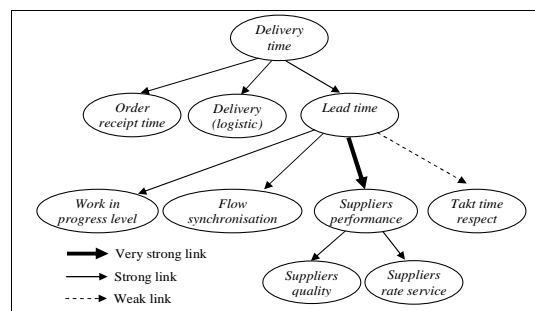 Delivery
time
Order
receipt time
Delivery
(logistic)
Lead time
Work in
progress level
Flow
synchronisation
Suppliers
performance
Takt time
respect
Very strong link
Strong link
Weak link
Suppliers
quality
Suppliers
rate service